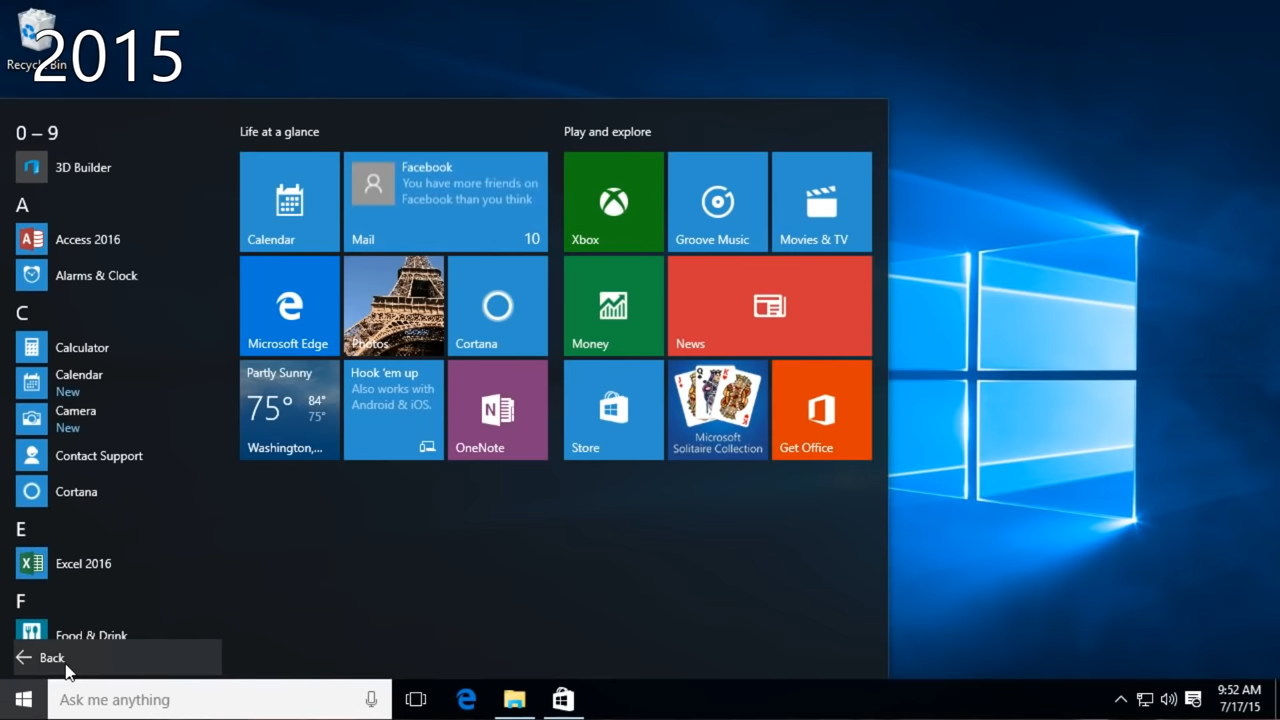 2015
Recycle Bin
0 – 9
3D Builder
A
Access 2016
Alarms & Clock
C
Calculator
Calendar
New
Camera
New
Contact Support
Cortana
E
Excel 2016
F
Food & Drink
Back
Life at a glance
Calendar
Facebook
You have more friends on
Facebook than you think
Mail 10
Microsoft Edge
Photos
Cortana
Partly Sunny
75° 84°
75°
Washington,...
Hook 'em up
Also works with
Android & iOS.
OneNote
Play and explore
Xbox
Groove Music
Movies & TV
Money
News
Store
Microsoft
Solitaire Collection
Get Office
Ask me anything
9:52 AM
7/17/15